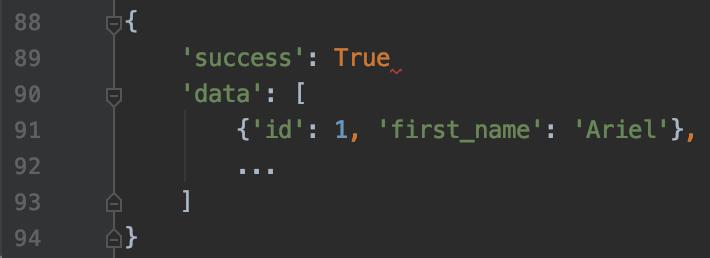 88 {
89     'success': True
90     'data': [
91         {'id': 1, 'first_name': 'Ariel'},
92         ...
93     ]
94 }